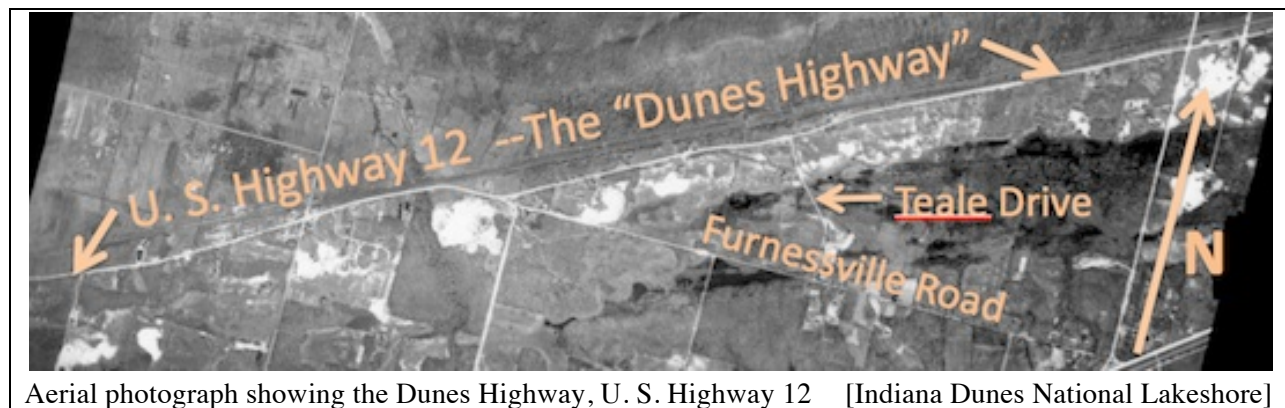 U. S. Highway 12 --The “Dunes Highway”
Teale Drive
Furnessville Road
N
Aerial photograph showing the Dunes Highway, U. S. Highway 12 [Indiana Dunes National Lakeshore]